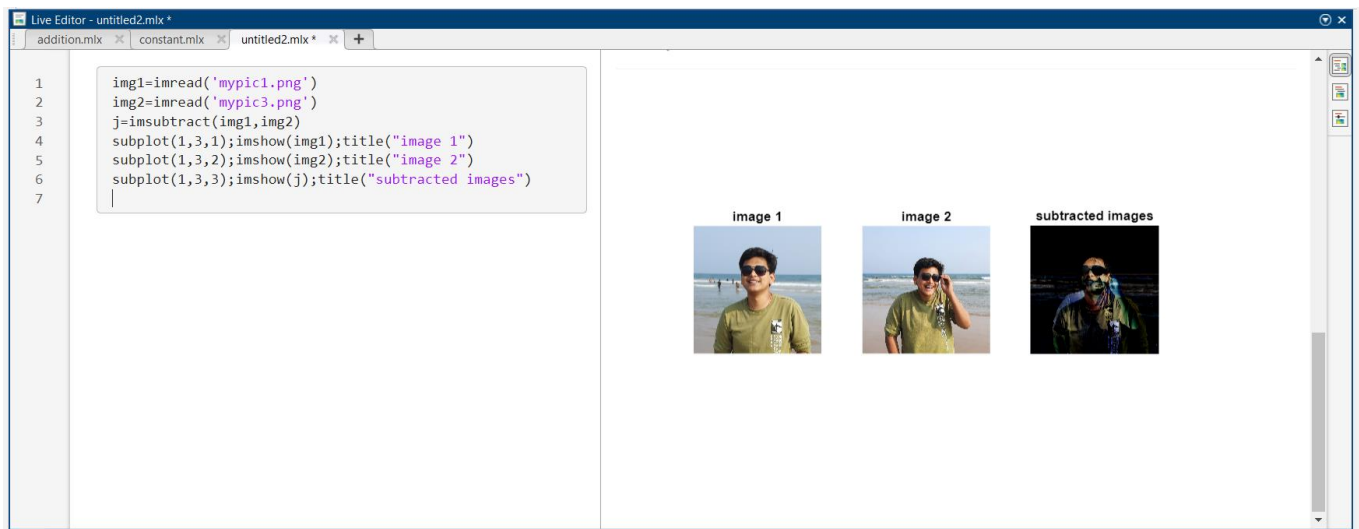 Live Editor - untitled2.mlx *
addition.mlx
constant.mlx
untitled2.mlx *
1 img1=imread('mypic1.png')
2 img2=imread('mypic3.png')
3 j=imsubtract(img1,img2)
4 subplot(1,3,1);imshow(img1);title("image 1")
5 subplot(1,3,2);imshow(img2);title("image 2")
6 subplot(1,3,3);imshow(j);title("subtracted images")
7
image 1
image 2
subtracted images